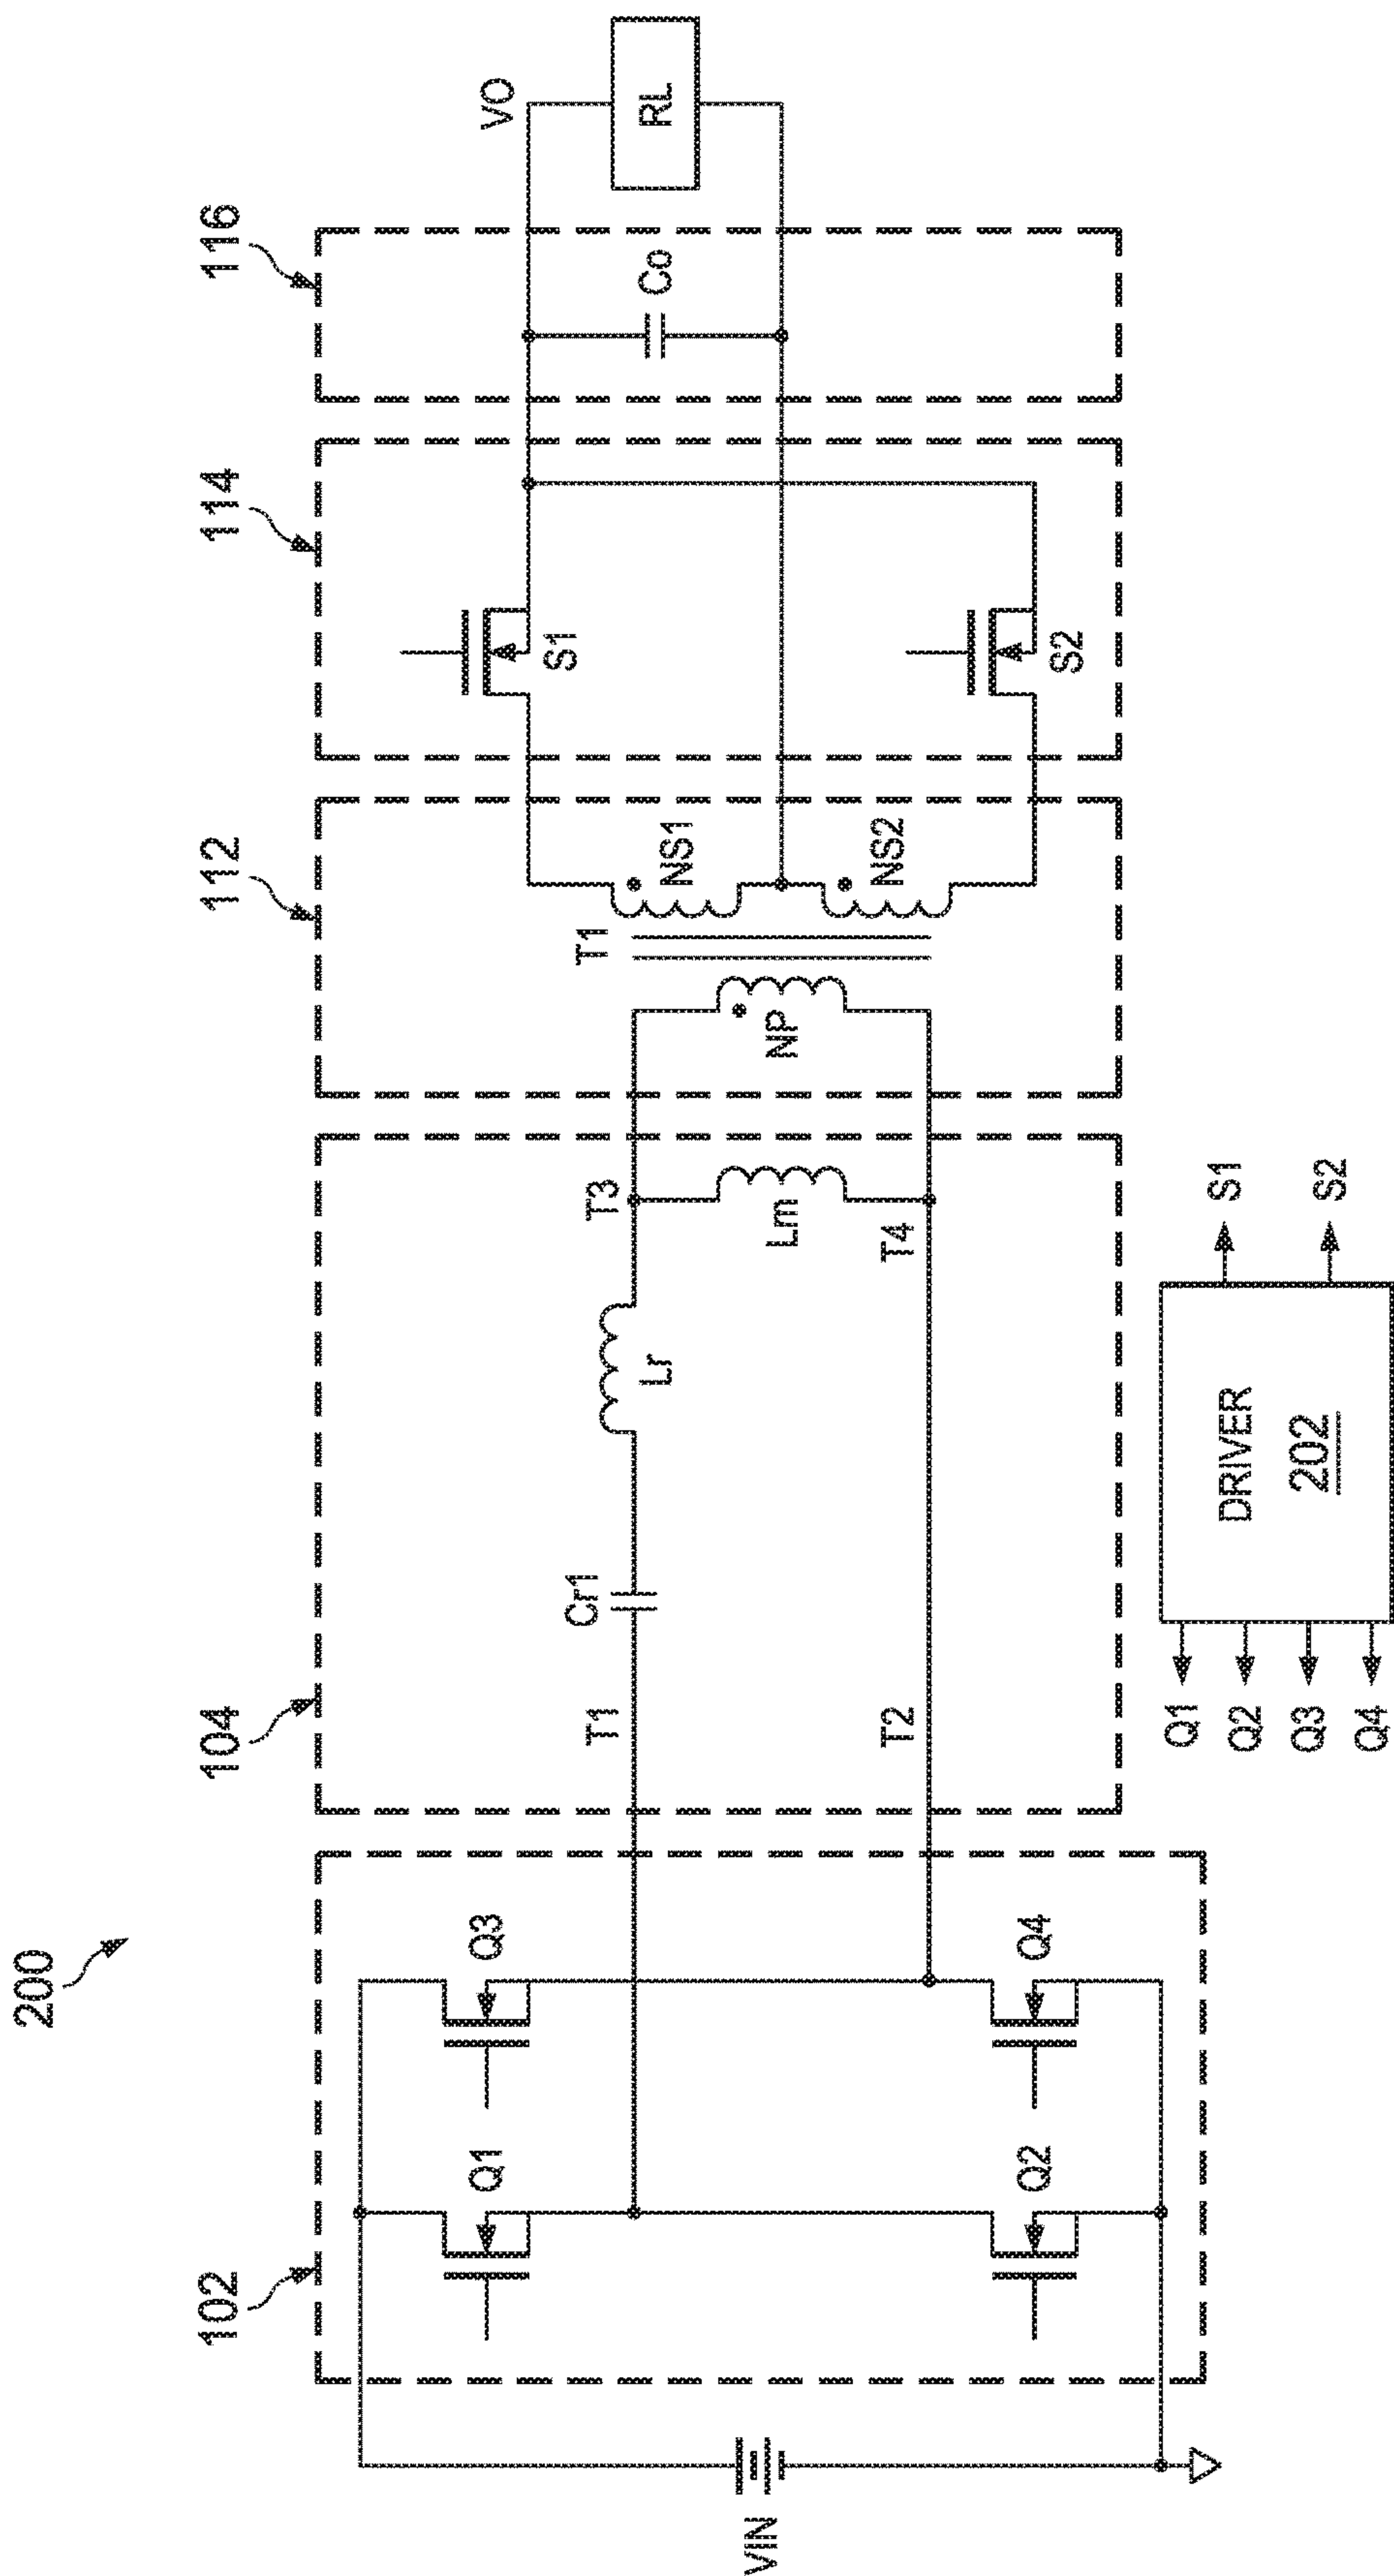 200
102
104
112
114
116
VIN
Q1
Q3
Q2
Q4
T1
Cr1
Lr
T3
Lm
T2
T4
T1
NP
NS1
NS2
S1
S2
Co
VO
RL
Q1
Q2
Q3
Q4
DRIVER
202
S1
S2